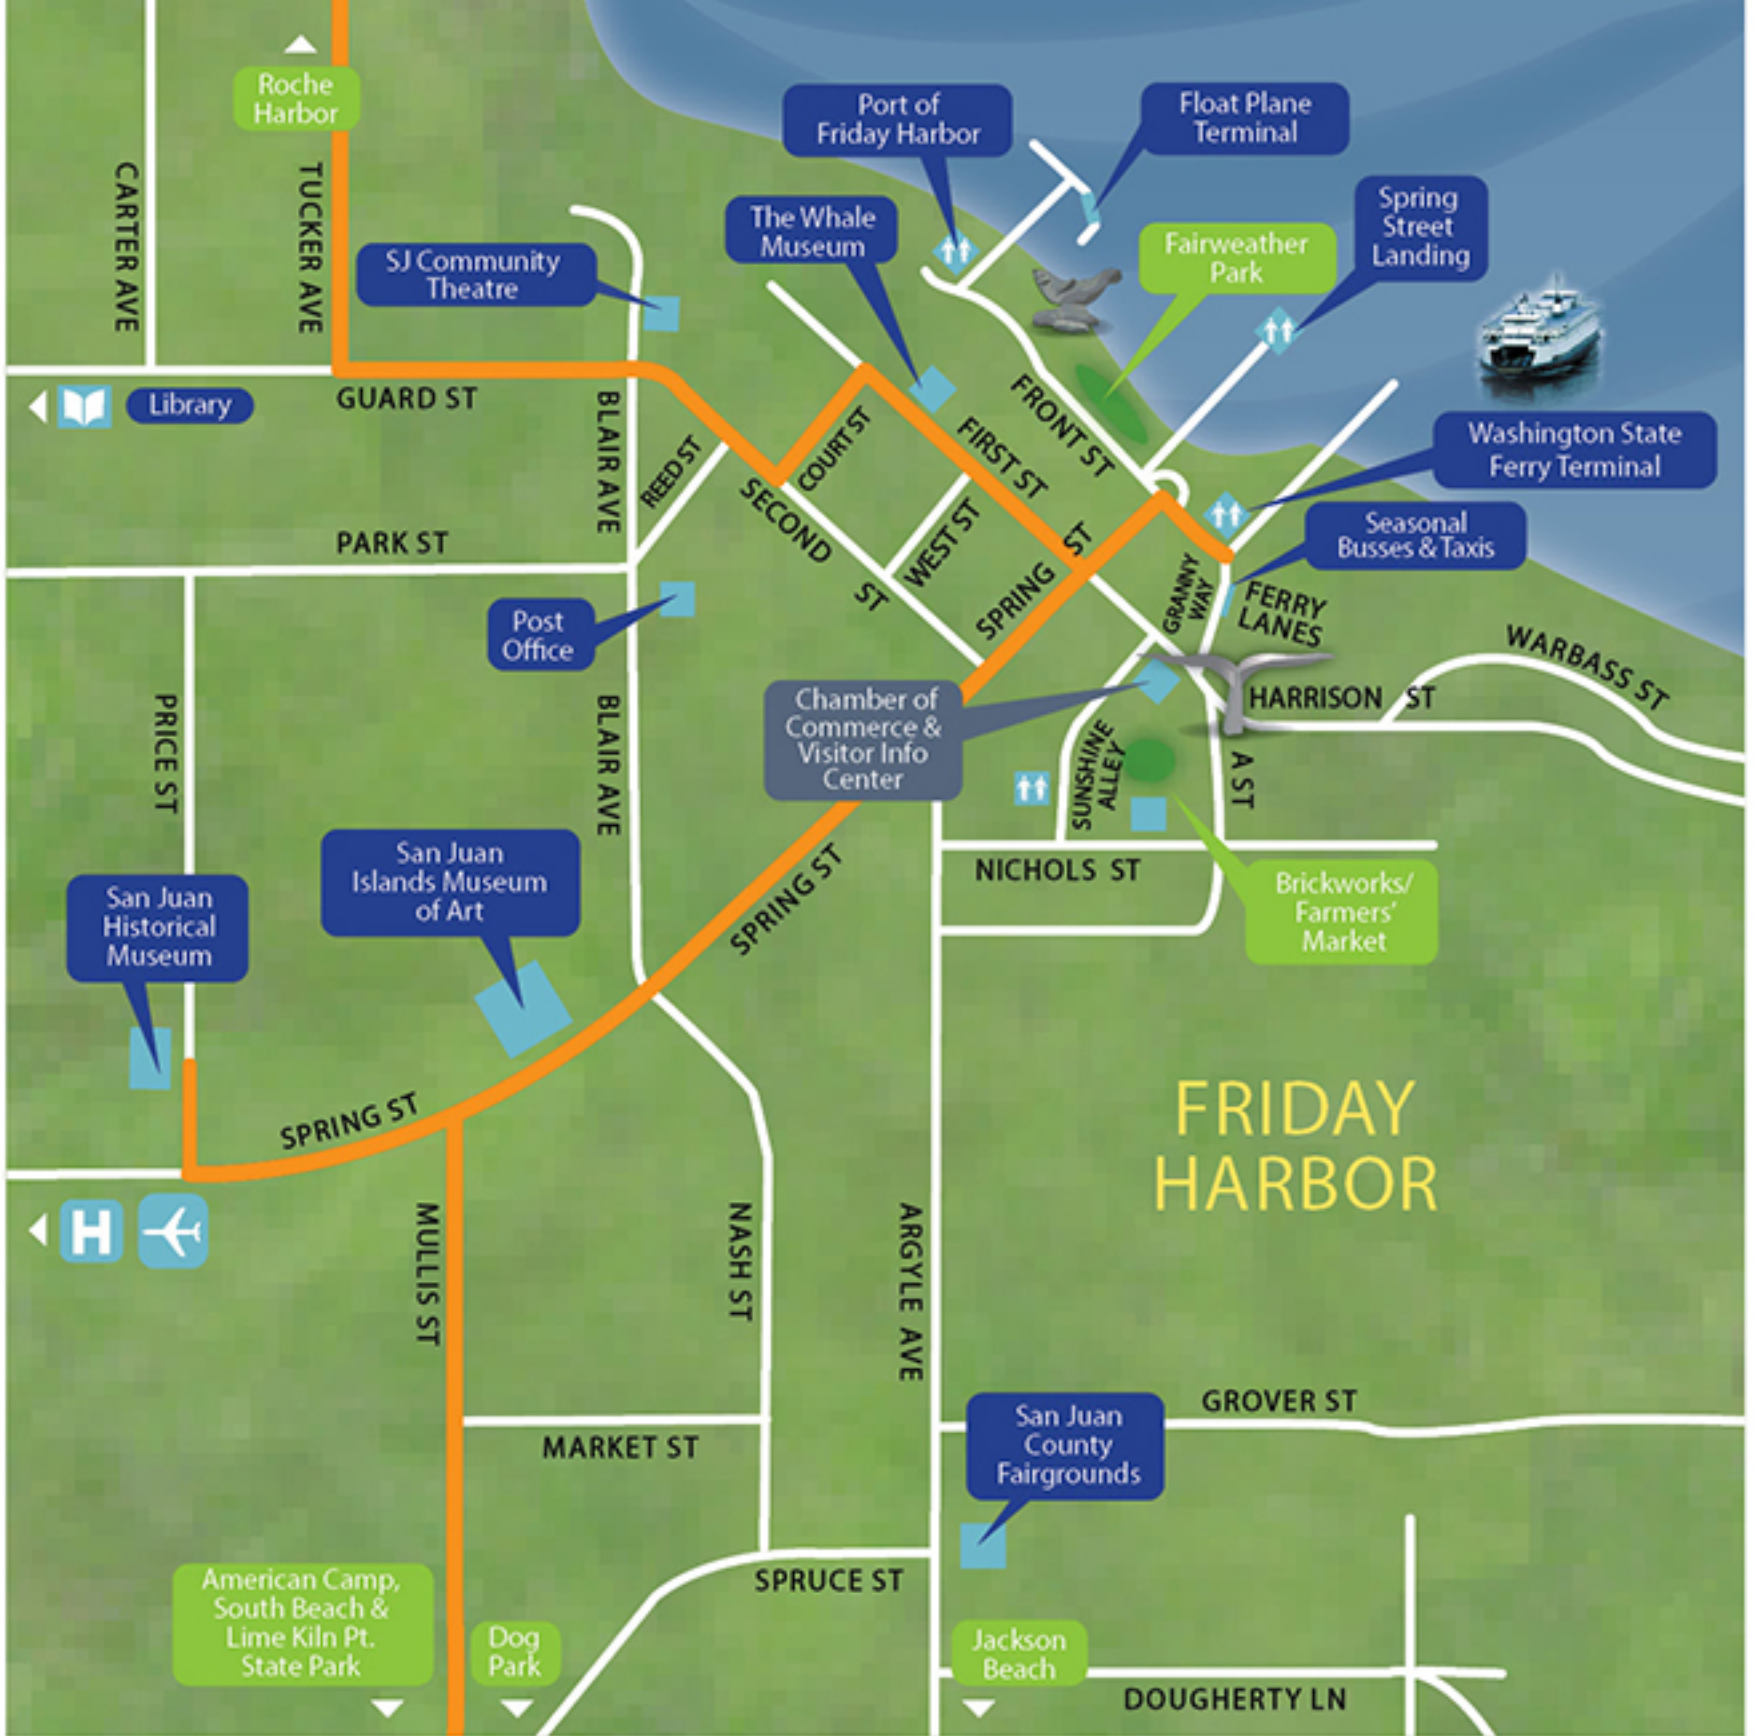 Roche
Harbor
CARTER AVE
TUCKER AVE
Port of
Friday Harbor
Float Plane
Terminal
The Whale
Museum
Spring
Street
Landing
Fairweather
Park
SJ Community
Theatre
Library
GUARD ST
BLAIR AVE
REED ST
COURT ST
FIRST ST
FRONT ST
SECOND
ST
WEST ST
SPRING
ST
Washington State
Ferry Terminal
Seasonal
Busses & Taxis
GRANNY
WAY
FERRY
LANES
PARK ST
Post
Office
WARBASS ST
HARRISON ST
Chamber of
Commerce &
Visitor Info
Center
PRICE ST
BLAIR AVE
SUNSHINE
ALLEY
A ST
San Juan
Islands Museum
of Art
San Juan
Historical
Museum
SPRING ST
NICHOLS ST
Brickworks/
Farmers'
Market
SPRING ST
FRIDAY
HARBOR
H
MULLIS ST
NASH ST
ARGYLE AVE
MARKET ST
San Juan
County
Fairgrounds
GROVER ST
SPRUCE ST
American Camp,
South Beach &
Lime Kiln Pt.
State Park
Dog
Park
Jackson
Beach
DOUGHERTY LN